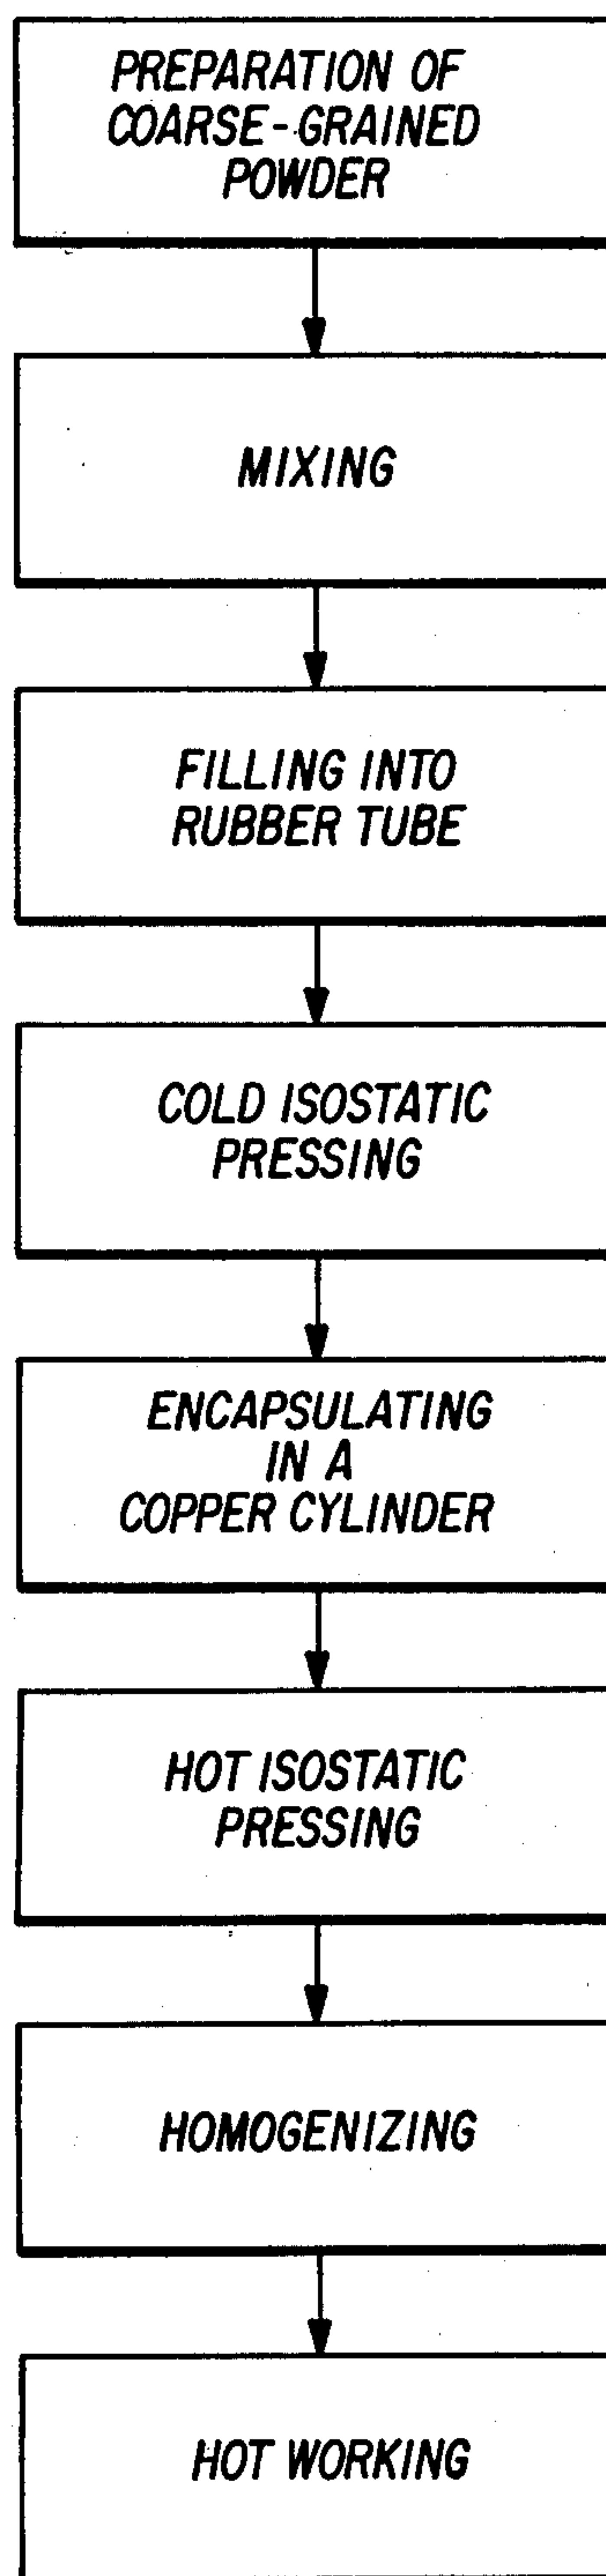 PREPARATION OF
COARSE-GRAINED
POWDER
MIXING
FILLING INTO
RUBBER TUBE
COLD ISOSTATIC
PRESSING
ENCAPSULATING
IN A
COPPER CYLINDER
HOT ISOSTATIC
PRESSING
HOMOGENIZING
HOT WORKING